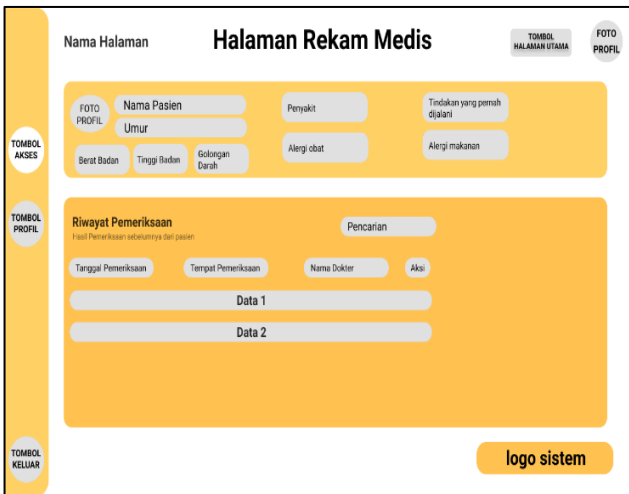 Nama Halaman
Halaman Rekam Medis
TOMBOL
HALAMAN UTAMA
FOTO
PROFIL
TOMBOL
AKSES
TOMBOL
PROFIL
TOMBOL
KELUAR
FOTO
PROFIL
Nama Pasien
Umur
Berat Badan
Tinggi Badan
Golongan
Darah
Penyakit
Alergi obat
Tindakan yang pernah
dijalani
Alergi makanan
Riwayat Pemeriksaan
Hasil Pemeriksaan sebelumnya dari pasien
Pencarian
Tanggal Pemeriksaan
Tempat Pemeriksaan
Nama Dokter
Aksi
Data 1
Data 2
logo sistem